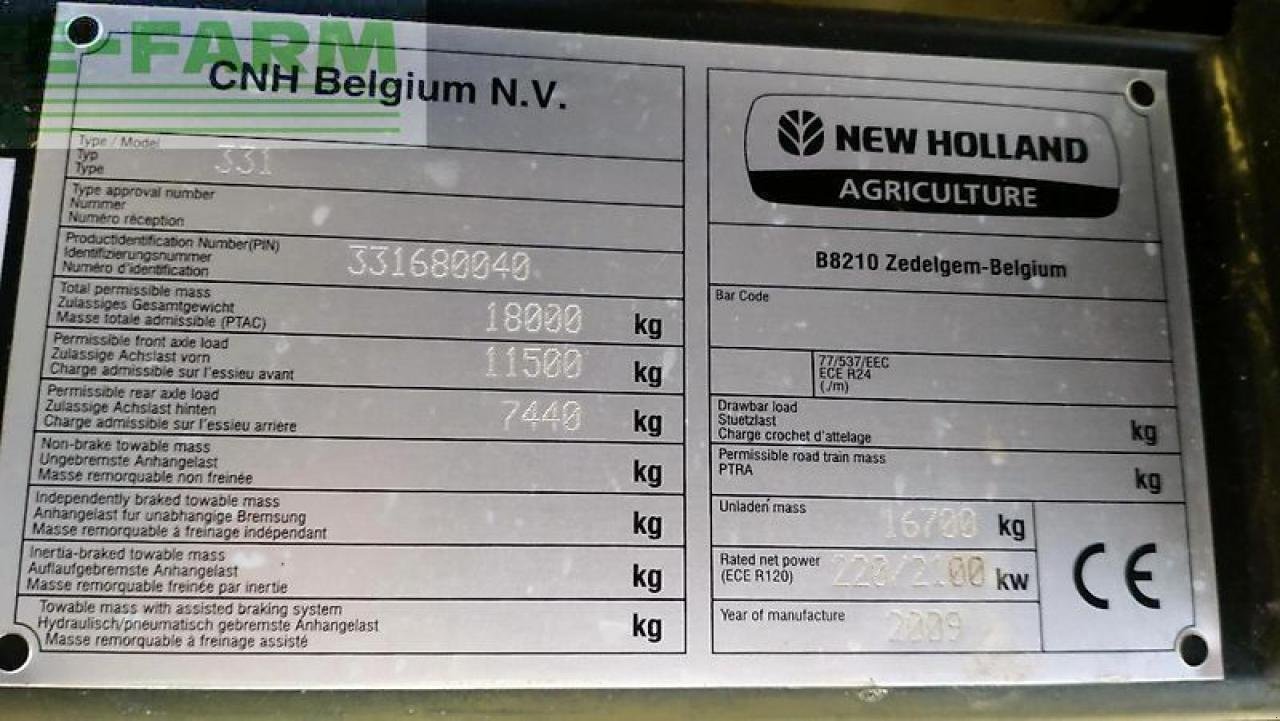 E-FARM
CNH Belgium N.V.
Type / Model
Typ
Type
331
Type approval number
Nummer
Numéro réception
Productidentification Number(PIN)
Identifizierungsnummer
Numéro d'identification
331680040
Total permissible mass
Zulassiges Gesamtgewicht
Masse totale admissible (PTAC)
18000 kg
Permissible front axle load
Zulassige Achslast vorn
Charge admissible sur l'essieu avant
11500 kg
Permissible rear axle load
Zulassige Achslast hinten
Charge admissible sur l'essieu arriére
7440 kg
Non-brake towable mass
Ungebremste Anhangelast
Masse remorquable non freinée
kg
Independently braked towable mass
Anhangelast fur unabhangige Bremsung
Masse remorquable á freinage indépendant
kg
Inertia-braked towable mass
Auflaufgebremste Anhangelast
Masse remorquable freinée par inertie
kg
Towable mass with assisted braking system
Hydraulisch/pneumatisch gebremste Anhangelast
Masse remorquable á freinage assisté
kg
NEW HOLLAND
AGRICULTURE
B8210 Zedelgem-Belgium
Bar Code
77/537/EEC
ECE R24
(./m)
Drawbar load
Stuetzlast
Charge crochet d'attelage
kg
Permissible road train mass
PTRA
kg
Unladen mass
16700 kg
Rated net power
(ECE R120)
220/2100 kw
Year of manufacture
2009
CE